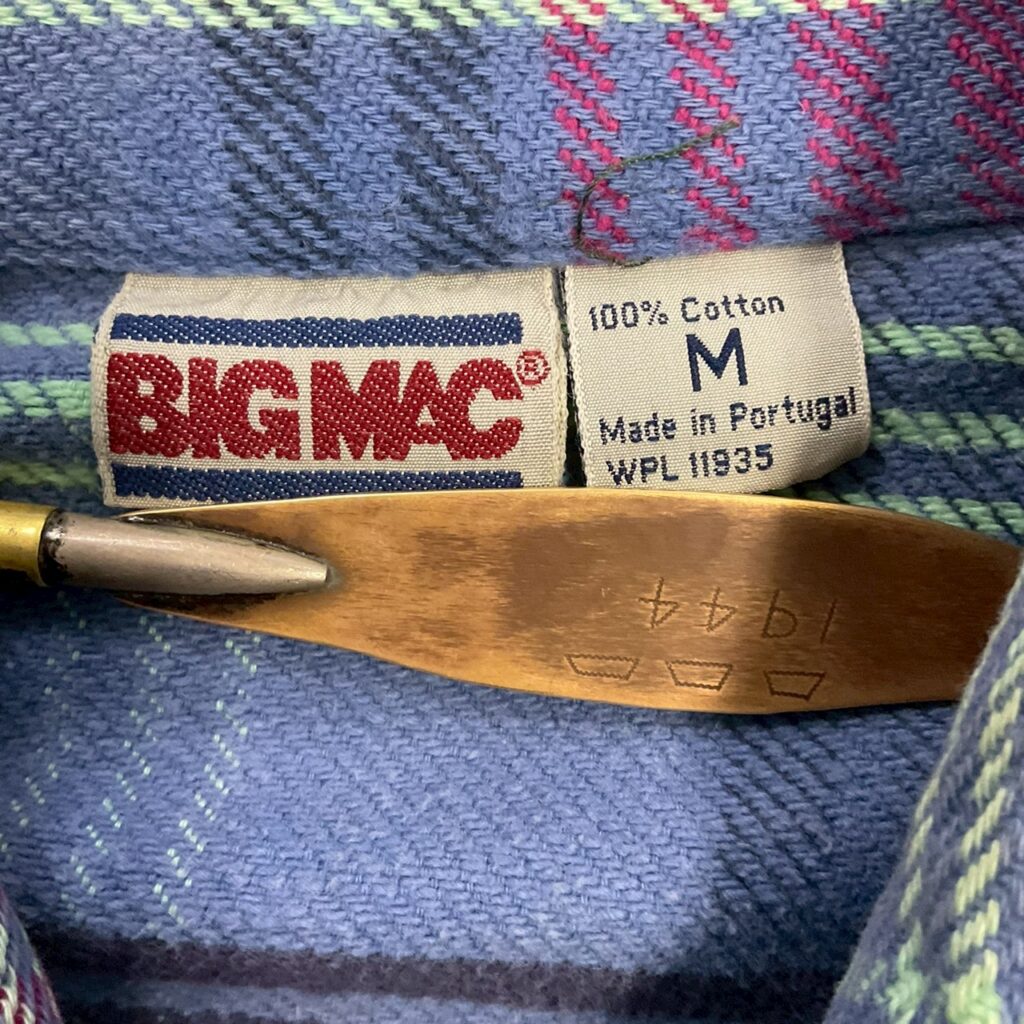 BIG MAC®
100% Cotton
M
Made in Portugal
WPL 11935
1944